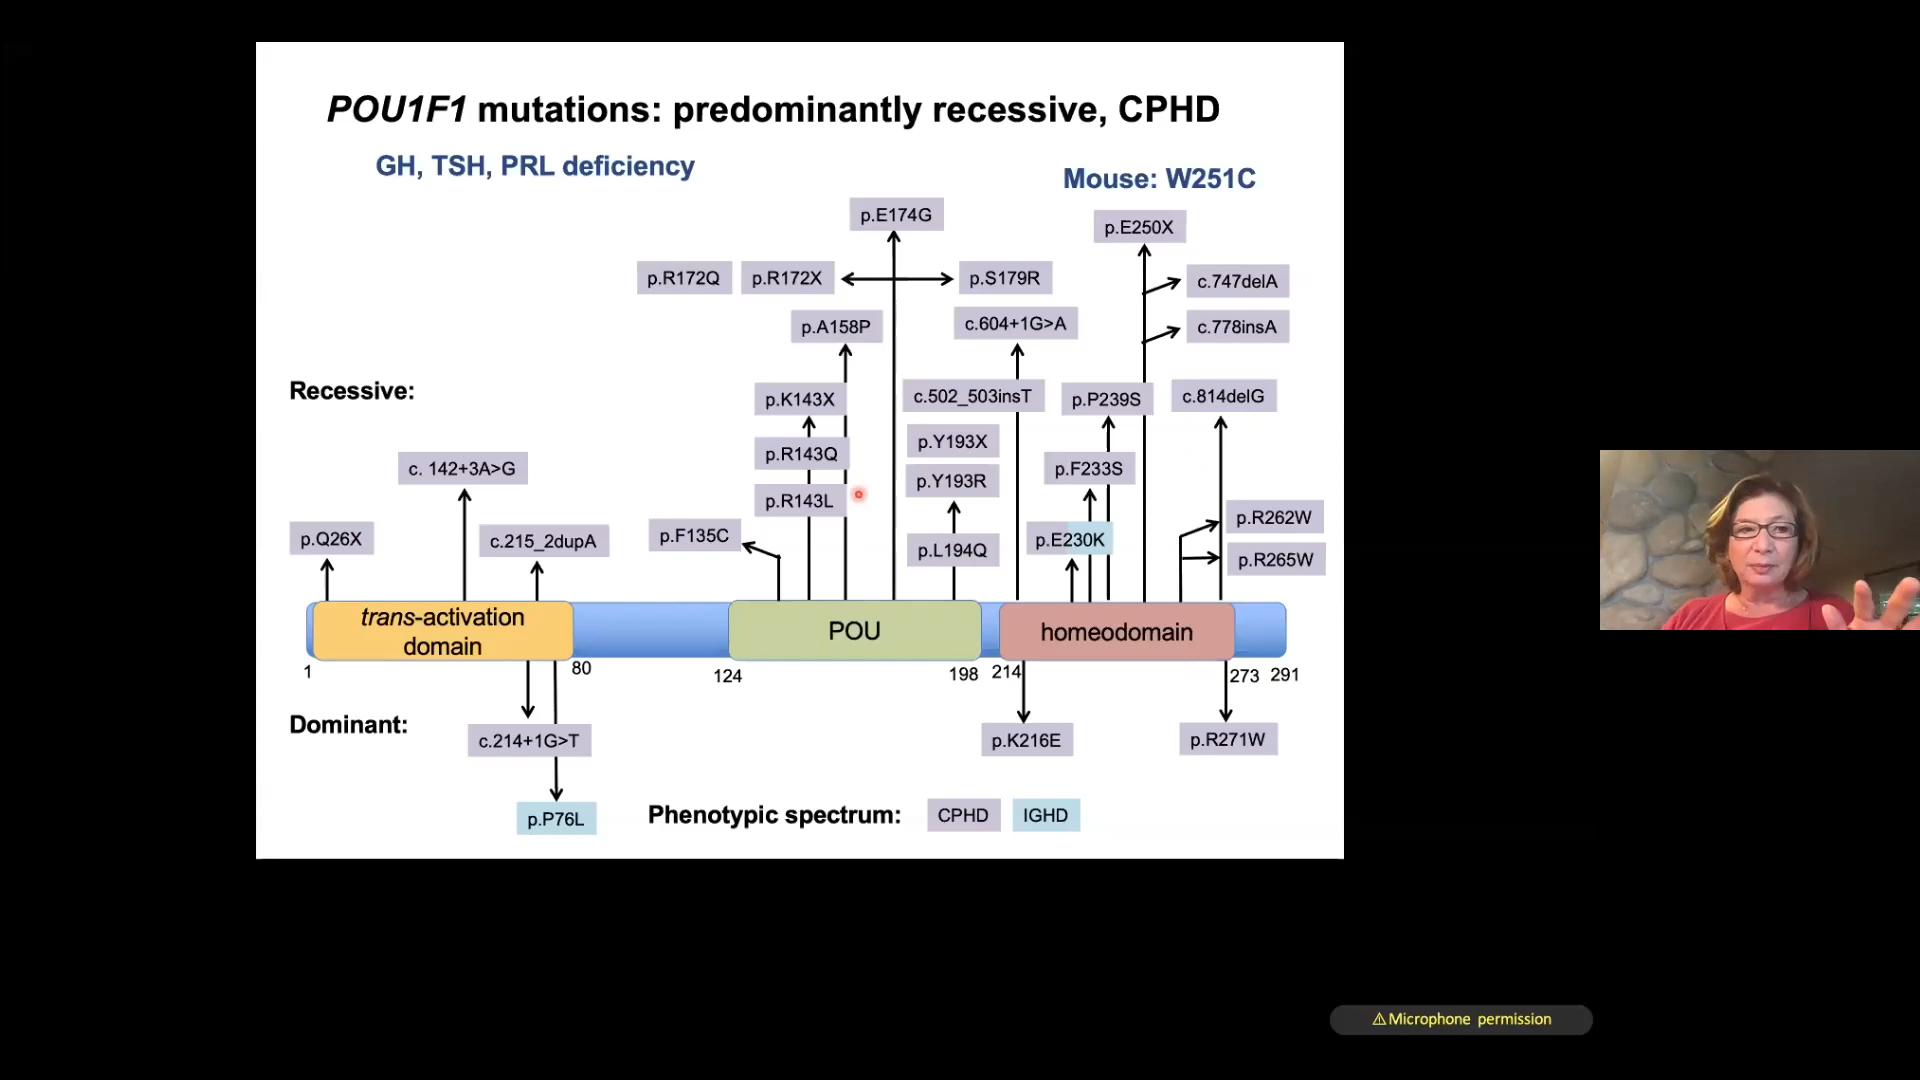 POU1F1 mutations: predominantly recessive, CPHD
GH, TSH, PRL deficiency
Mouse: W251C
p.E174G
p.E250X
p.R172Q
p.R172X
p.S179R
c.747delA
p.A158P
c.604+1G>A
c.778insA
Recessive:
p.K143X
c.502_503insT
p.P239S
c.814delG
p.R143Q
p.Y193X
c. 142+3A>G
p.F233S
p.Y193R
p.R143L
p.R262W
p.Q26X
c.215_2dupA
p.F135C
p.L194Q
p.E230K
p.R265W
trans-activation
domain
POU
homeodomain
1
80
124
198
214
273
291
Dominant:
c.214+1G>T
p.K216E
p.R271W
p.P76L
Phenotypic spectrum:
CPHD
IGHD
⚠Microphone permission